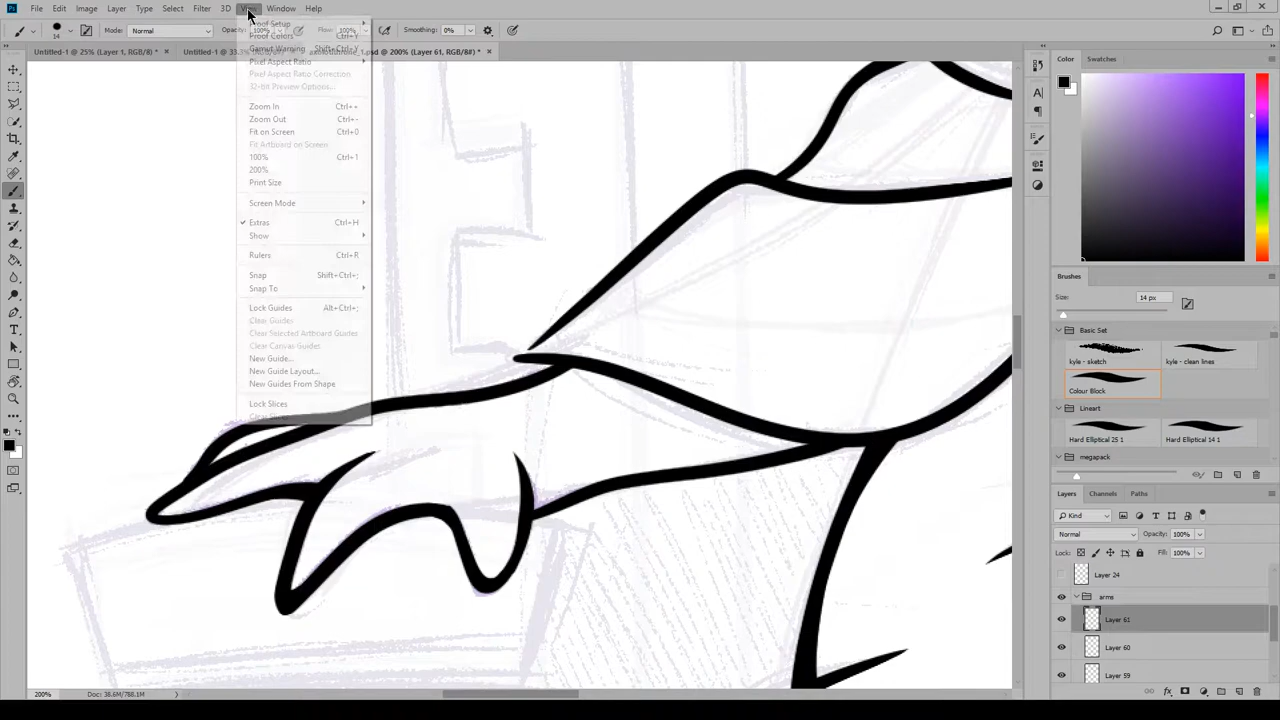 Ps File Edit Image Layer Type Select Filter 3D View Window Help
14 Mode: Normal Opacity: 100% Flow: 100% Smoothing: 0%
Untitled-1 @ 25% (Layer 1, RGB/8) * × Untitled-1 @ 33.3% .psd @ 200% (Layer 61, RGB/8#) * ×
Proof Setup
Proof Colors Ctrl+Y
Gamut Warning Shift+Ctrl+Y
Pixel Aspect Ratio
Pixel Aspect Ratio Correction
32-bit Preview Options...
Zoom In Ctrl++
Zoom Out Ctrl+-
Fit on Screen Ctrl+0
Fit Artboard on Screen
100% Ctrl+1
200%
Print Size
Screen Mode
Extras Ctrl+H
Show
Rulers Ctrl+R
Snap Shift+Ctrl+;
Snap To
Lock Guides Alt+Ctrl+;
Clear Guides
Clear Selected Artboard Guides
Clear Canvas Guides
New Guide...
New Guide Layout...
New Guides From Shape
Lock Slices
Clear Slices
Color Swatches
Brushes
Size: 14 px
Basic Set
kyle - sketch kyle - clean lines
Colour Block
Lineart
Hard Elliptical 25 1 Hard Elliptical 14 1
megapack
Layers Channels Paths
Kind
Normal Opacity: 100%
Lock: Fill: 100%
Layer 24
arms
Layer 61
Layer 60
Layer 59
200% Doc: 38.6M/788.1M